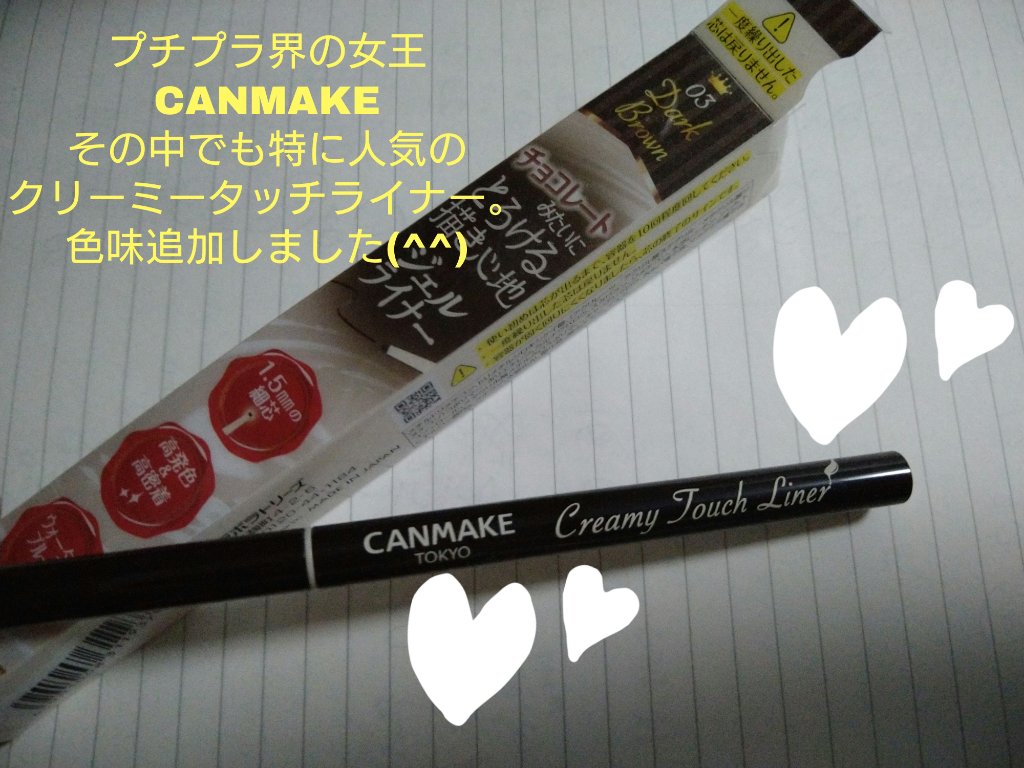 プチプラ界の女王
CANMAKE
その中でも特に人気の
クリーミータッチライナー。
色味追加しました(^^)
一度繰り出した
芯は戻りません。
03
Dark
Brown
チョコレート
みたいに
とろける
描き心地
ジェル
ライナー
1.5mmの
細芯
高発色
&
高密着
MADE IN JAPAN
CANMAKE
TOKYO
Creamy Touch Liner